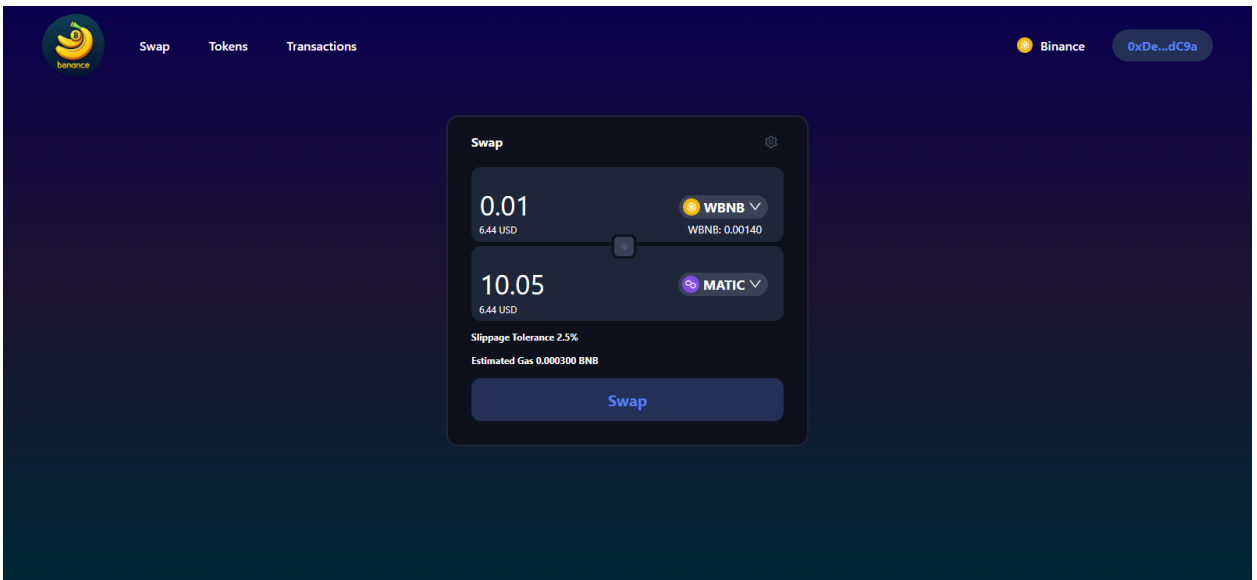 banance
Swap
Tokens
Transactions
Binance
0xDe...dC9a
Swap
0.01
WBNB
6.44 USD
WBNB: 0.00140
10.05
MATIC
6.44 USD
Slippage Tolerance 2.5%
Estimated Gas 0.000300 BNB
Swap